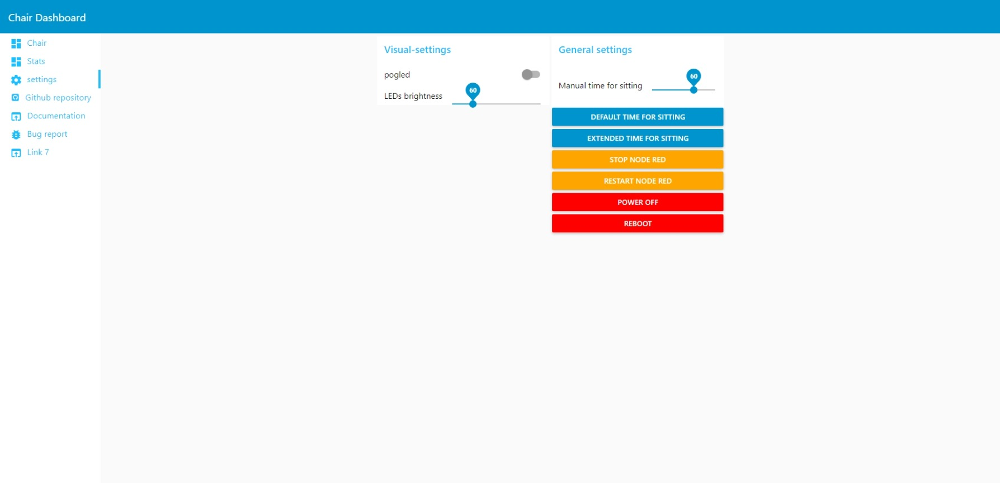 Chair Dashboard
Chair
Stats
settings
Github repository
Documentation
Bug report
Link 7
Visual-settings
pogled
LEDs brightness
60
General settings
Manual time for sitting
60
DEFAULT TIME FOR SITTING
EXTENDED TIME FOR SITTING
STOP NODE RED
RESTART NODE RED
POWER OFF
REBOOT